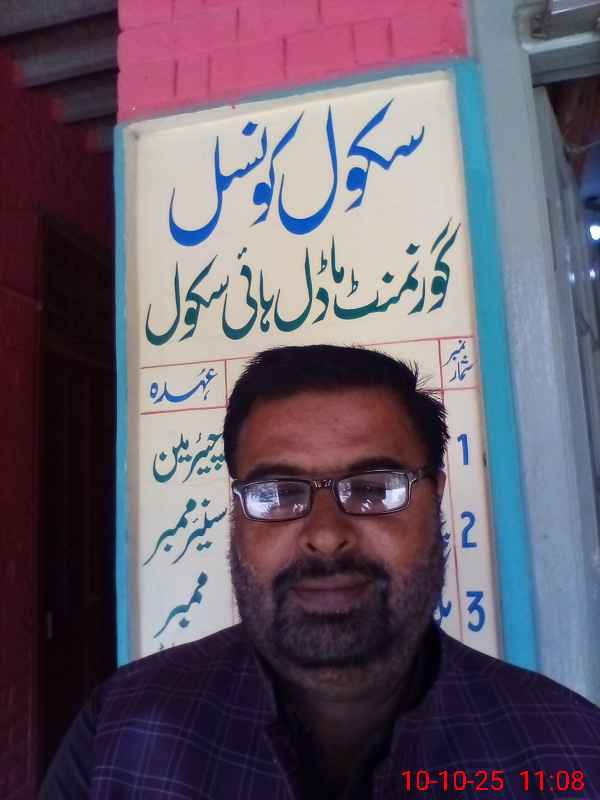 سکول کونسل
گورنمنٹ ماڈل ہائی سکول
نمبر شمار عہدہ
1 چیئرمین
2 سنیئر ممبر
3 ممبر
10-10-25 11:08